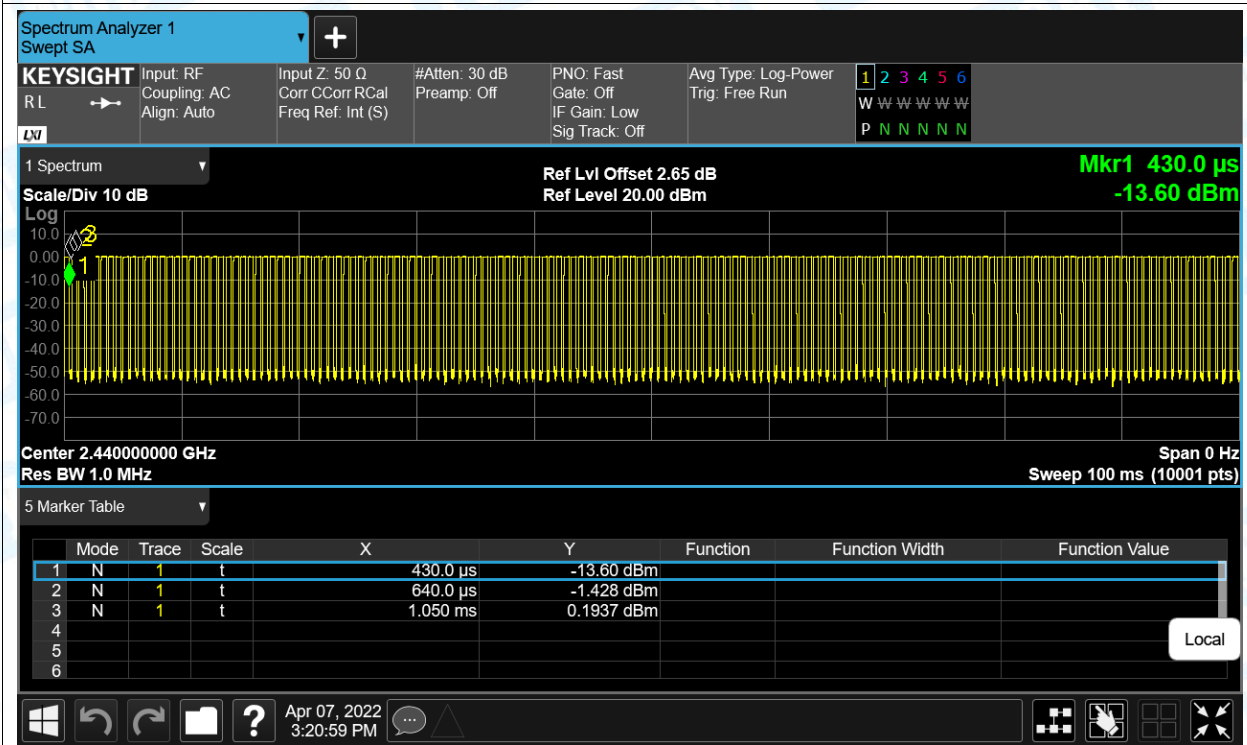 Spectrum Analyzer 1
Swept SA
KEYSIGHT
R L
LXI
Input: RF
Coupling: AC
Align: Auto
Input Z: 50 Ω
Corr CCorr RCal
Freq Ref: Int (S)
#Atten: 30 dB
Preamp: Off
PNO: Fast
Gate: Off
IF Gain: Low
Sig Track: Off
Avg Type: Log-Power
Trig: Free Run
1 2 3 4 5 6
W W W W W W
P N N N N N
1 Spectrum
Scale/Div 10 dB
Ref Lvl Offset 2.65 dB
Ref Level 20.00 dBm
Mkr1 430.0 µs
-13.60 dBm
Log
10.0
0.00
-10.0
-20.0
-30.0
-40.0
-50.0
-60.0
-70.0
1
2
3
Center 2.440000000 GHz
Res BW 1.0 MHz
Span 0 Hz
Sweep 100 ms (10001 pts)
5 Marker Table
Mode Trace Scale X Y Function Function Width Function Value
1 N 1 t 430.0 µs -13.60 dBm
2 N 1 t 640.0 µs -1.428 dBm
3 N 1 t 1.050 ms 0.1937 dBm
4
5
6
Local
?
Apr 07, 2022
3:20:59 PM